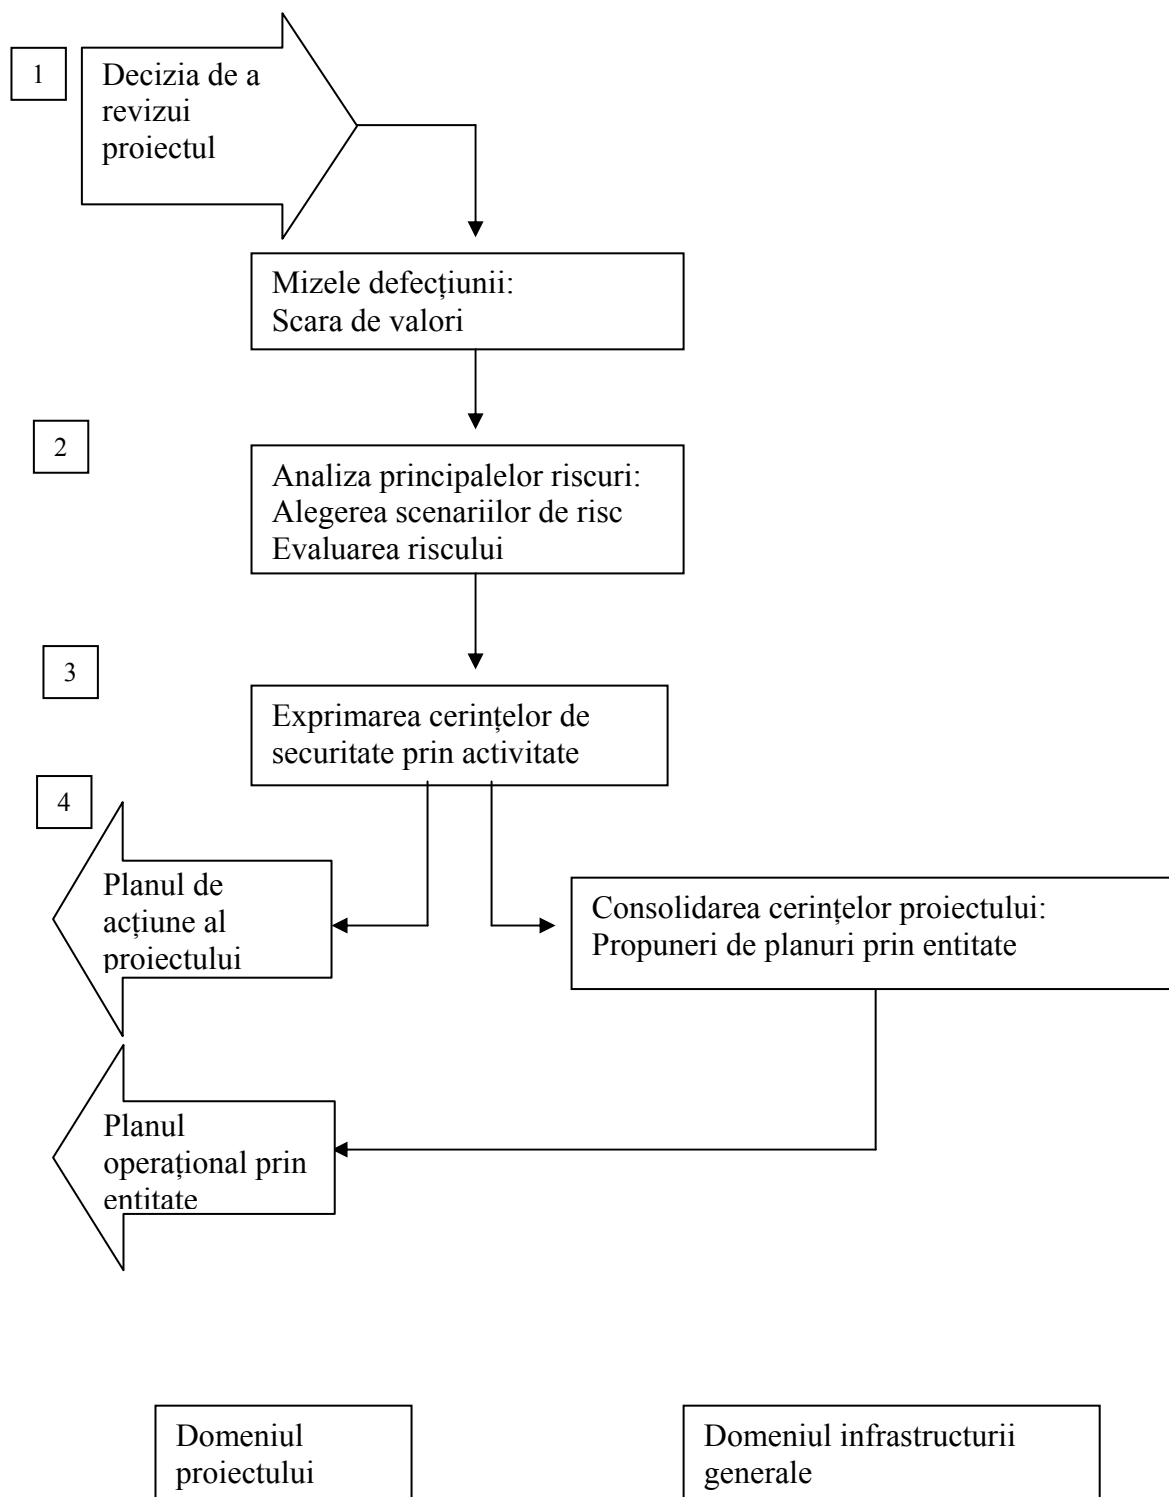 1
Decizia de a
revizui
proiectul
Mizele defecțiunii:
Scara de valori
2
Analiza principalelor riscuri:
Alegerea scenariilor de risc
Evaluarea riscului
3
Exprimarea cerințelor de
securitate prin activitate
4
Planul de
acțiune al
proiectului
Consolidarea cerințelor proiectului:
Propuneri de planuri prin entitate
Planul
operațional prin
entitate
Domeniul
proiectului
Domeniul infrastructurii
generale